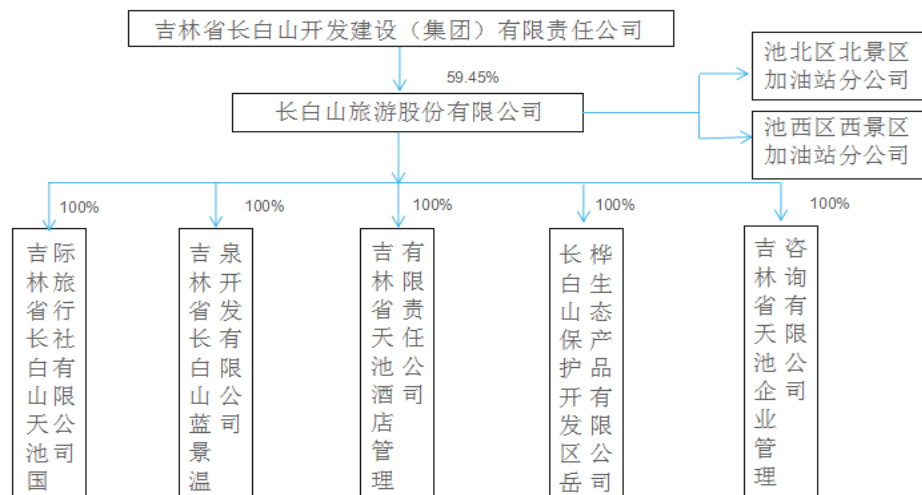 吉林省长白山开发建设（集团）有限责任公司
59.45%
长白山旅游股份有限公司
池北区北景区
加油站分公司
池西区西景区
加油站分公司
100%
100%
100%
100%
100%
吉林省长白山天池国
际旅行社有限公司
吉林省长白山蓝景温
泉开发有限公司
吉林省天池酒店管理
有限责任公司
长白山保护开发区岳
桦生态产品有限公司
吉林省天池企业管理
咨询有限公司